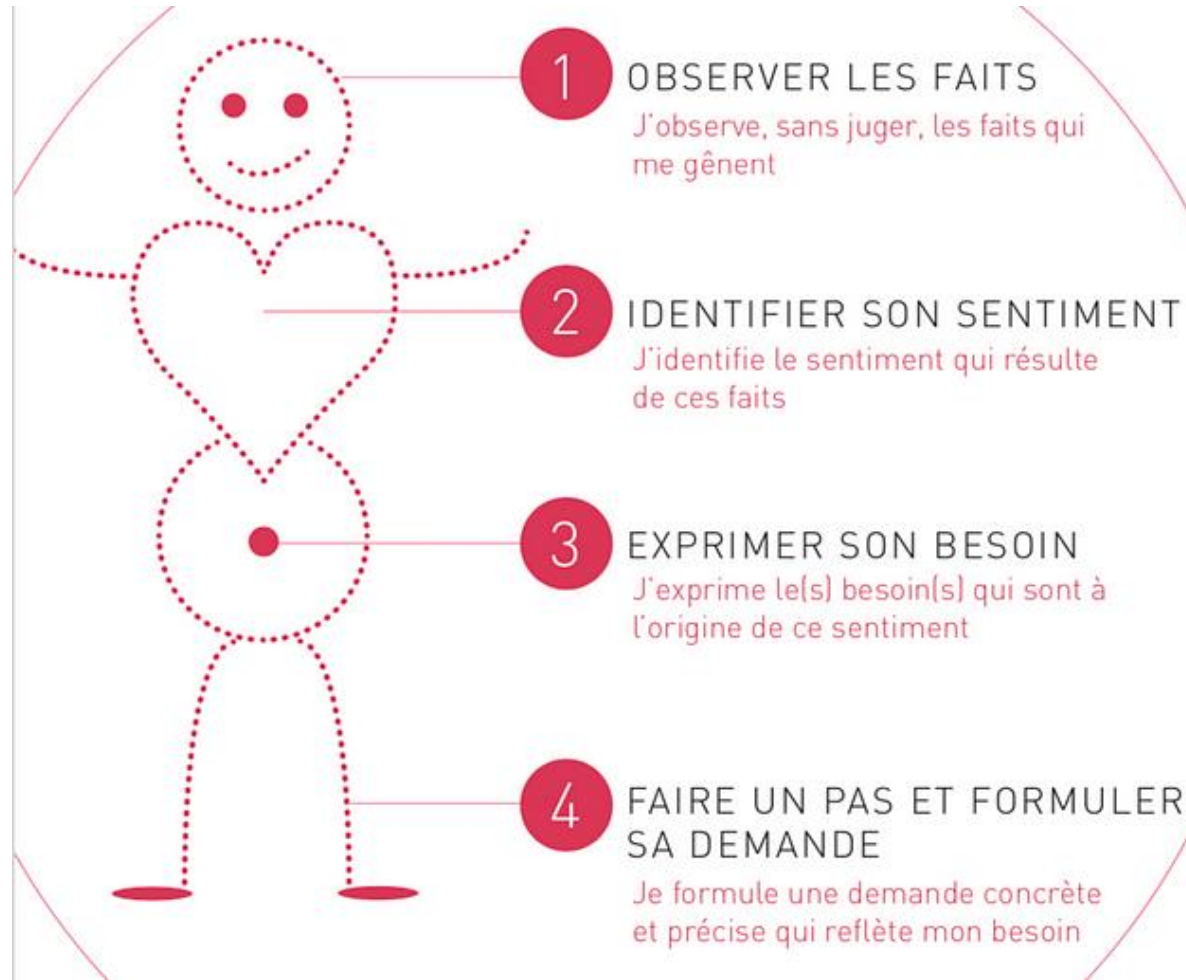 1
OBSERVER LES FAITS
J'observe, sans juger, les faits qui
me gênent
2
IDENTIFIER SON SENTIMENT
J'identifie le sentiment qui résulte
de ces faits
3
EXPRIMER SON BESOIN
J'exprime le(s) besoin(s) qui sont à
l'origine de ce sentiment
4
FAIRE UN PAS ET FORMULER
SA DEMANDE
Je formule une demande concrète
et précise qui reflète mon besoin